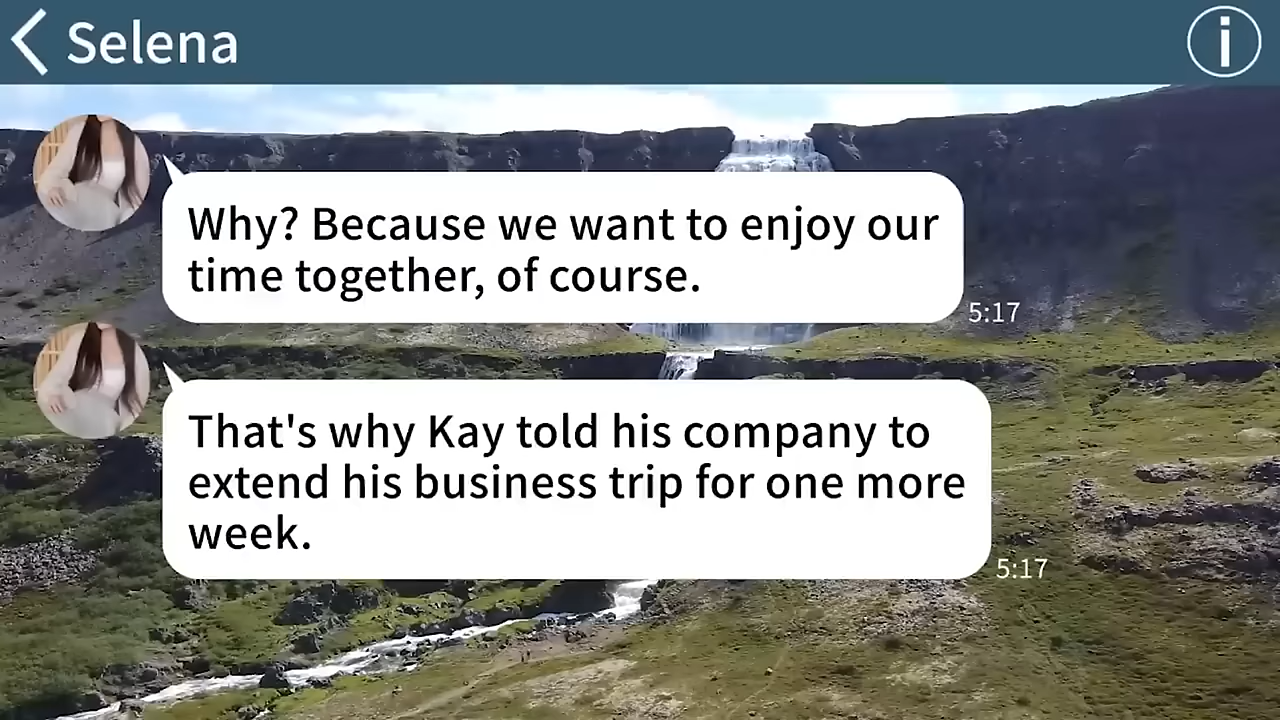 Selena
Why? Because we want to enjoy our
time together, of course.
5:17
That's why Kay told his company to
extend his business trip for one more
week.
5:17